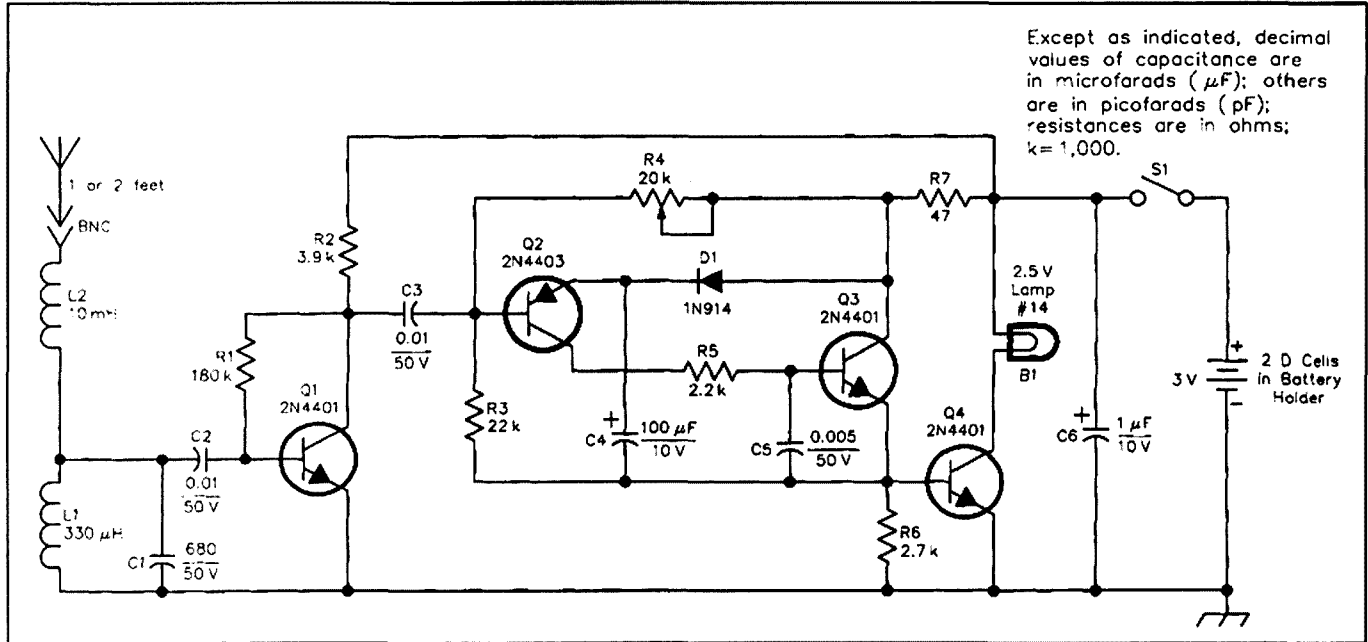 Except as indicated, decimal
values of capacitance are
in microfarads (μF); others
are in picofarads (pF);
resistances are in ohms;
k= 1,000.
1 or 2 feet
BNC
L2
10 mH
L1
330 μH
C1
680
50 V
C2
0.01
50 V
R1
180 k
Q1
2N4401
R2
3.9 k
C3
0.01
50 V
R3
22 k
Q2
2N4403
R4
20 k
D1
1N914
R5
2.2 k
C4
+
100 μF
10 V
C5
0.005
50 V
Q3
2N4401
R7
47
R6
2.7 k
Q4
2N4401
2.5 V
Lamp
#14
B1
C6
+
1 μF
10 V
S1
3 V
+
-
2 D Cells
in Battery
Holder